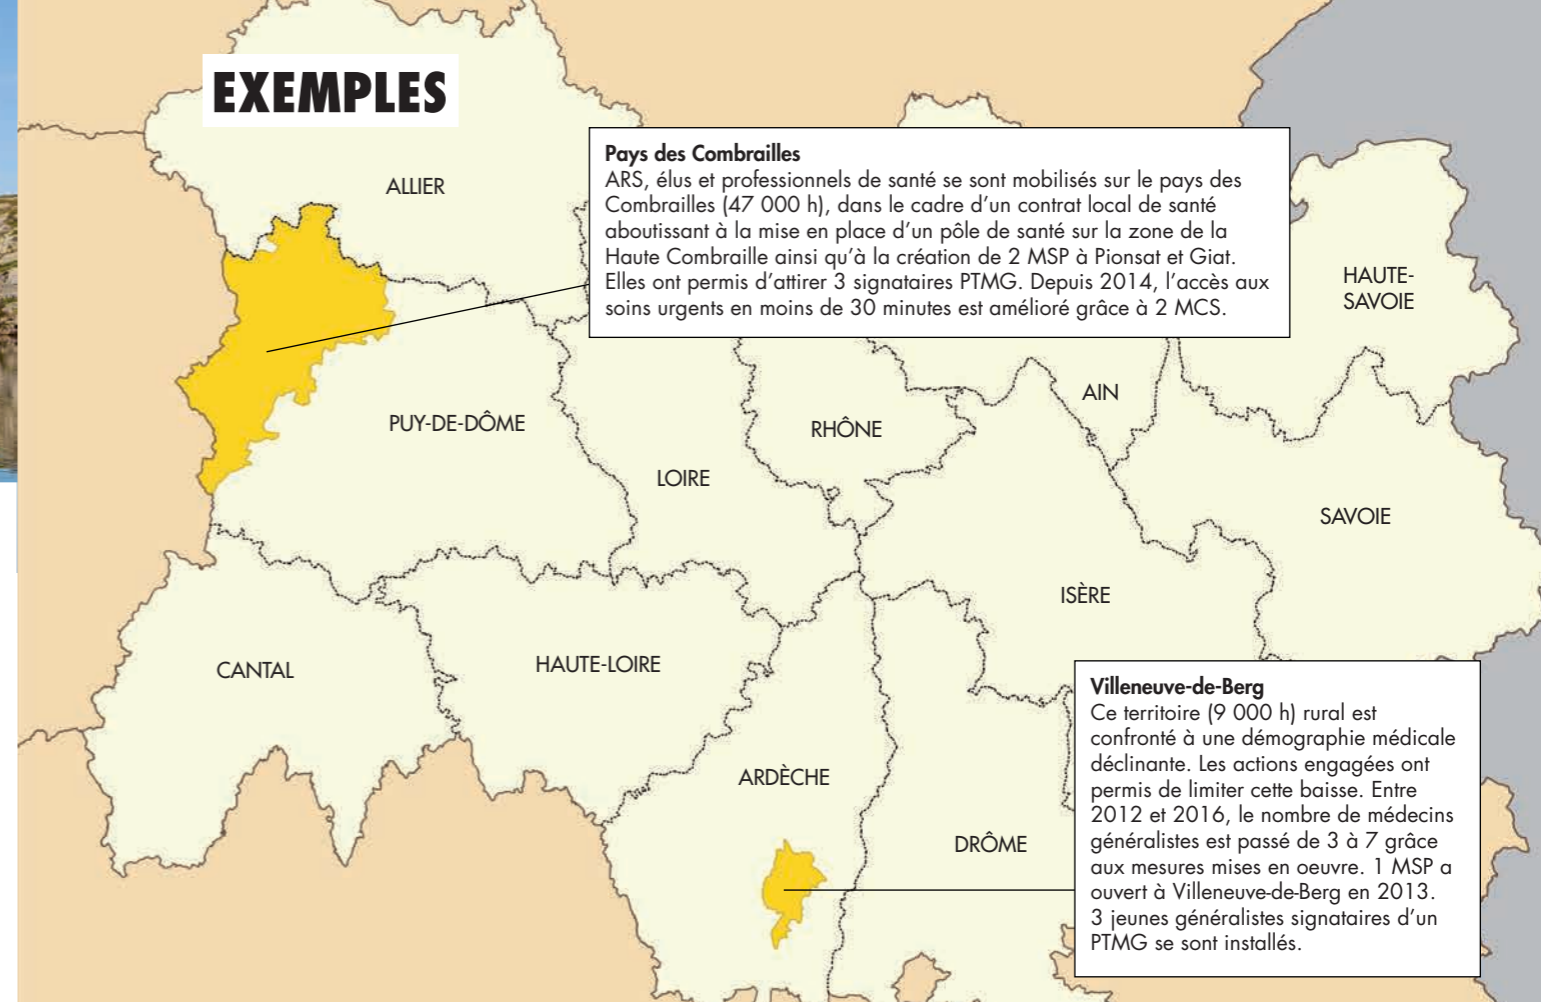 EXEMPLES
ALLIER
Pays des Combrailles
ARS, élus et professionnels de santé se sont mobilisés sur le pays des
Combrailles (47 000 h), dans le cadre d’un contrat local de santé
aboutissant à la mise en place d’un pôle de santé sur la zone de la
Haute Combraille ainsi qu’à la création de 2 MSP à Pionsat et Giat.
Elles ont permis d’attirer 3 signataires PTMG. Depuis 2014, l’accès aux
soins urgents en moins de 30 minutes est amélioré grâce à 2 MCS.
HAUTE-
SAVOIE
AIN
PUY-DE-DÔME
RHÔNE
LOIRE
SAVOIE
ISÈRE
CANTAL
HAUTE-LOIRE
ARDÈCHE
DRÔME
Villeneuve-de-Berg
Ce territoire (9 000 h) rural est
confronté à une démographie médicale
déclinante. Les actions engagées ont
permis de limiter cette baisse. Entre
2012 et 2016, le nombre de médecins
généralistes est passé de 3 à 7 grâce
aux mesures mises en oeuvre. 1 MSP a
ouvert à Villeneuve-de-Berg en 2013.
3 jeunes généralistes signataires d’un
PTMG se sont installés.